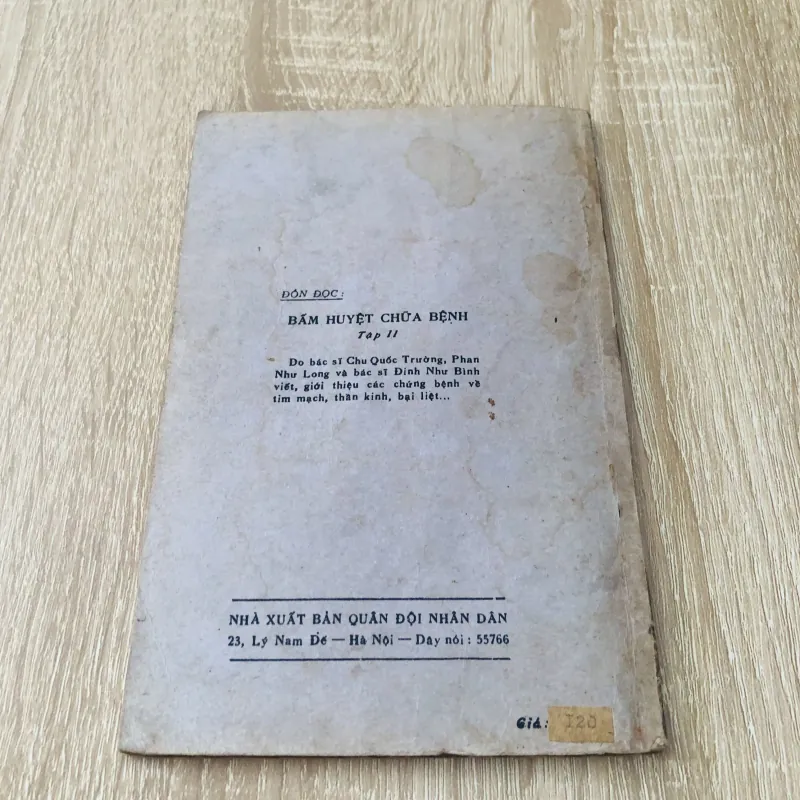 ĐÓN ĐỌC:
BẤM HUYỆT CHỮA BỆNH
Tập II
Do bác sĩ Chu Quốc Trường, Phan
Như Long và bác sĩ Đinh Như Bình
viết, giới thiệu các chứng bệnh về
tim mạch, thần kinh, bại liệt...
NHÀ XUẤT BẢN QUÂN ĐỘI NHÂN DÂN
23, Lý Nam Đế — Hà Nội — Dây nói : 55766
Giá: